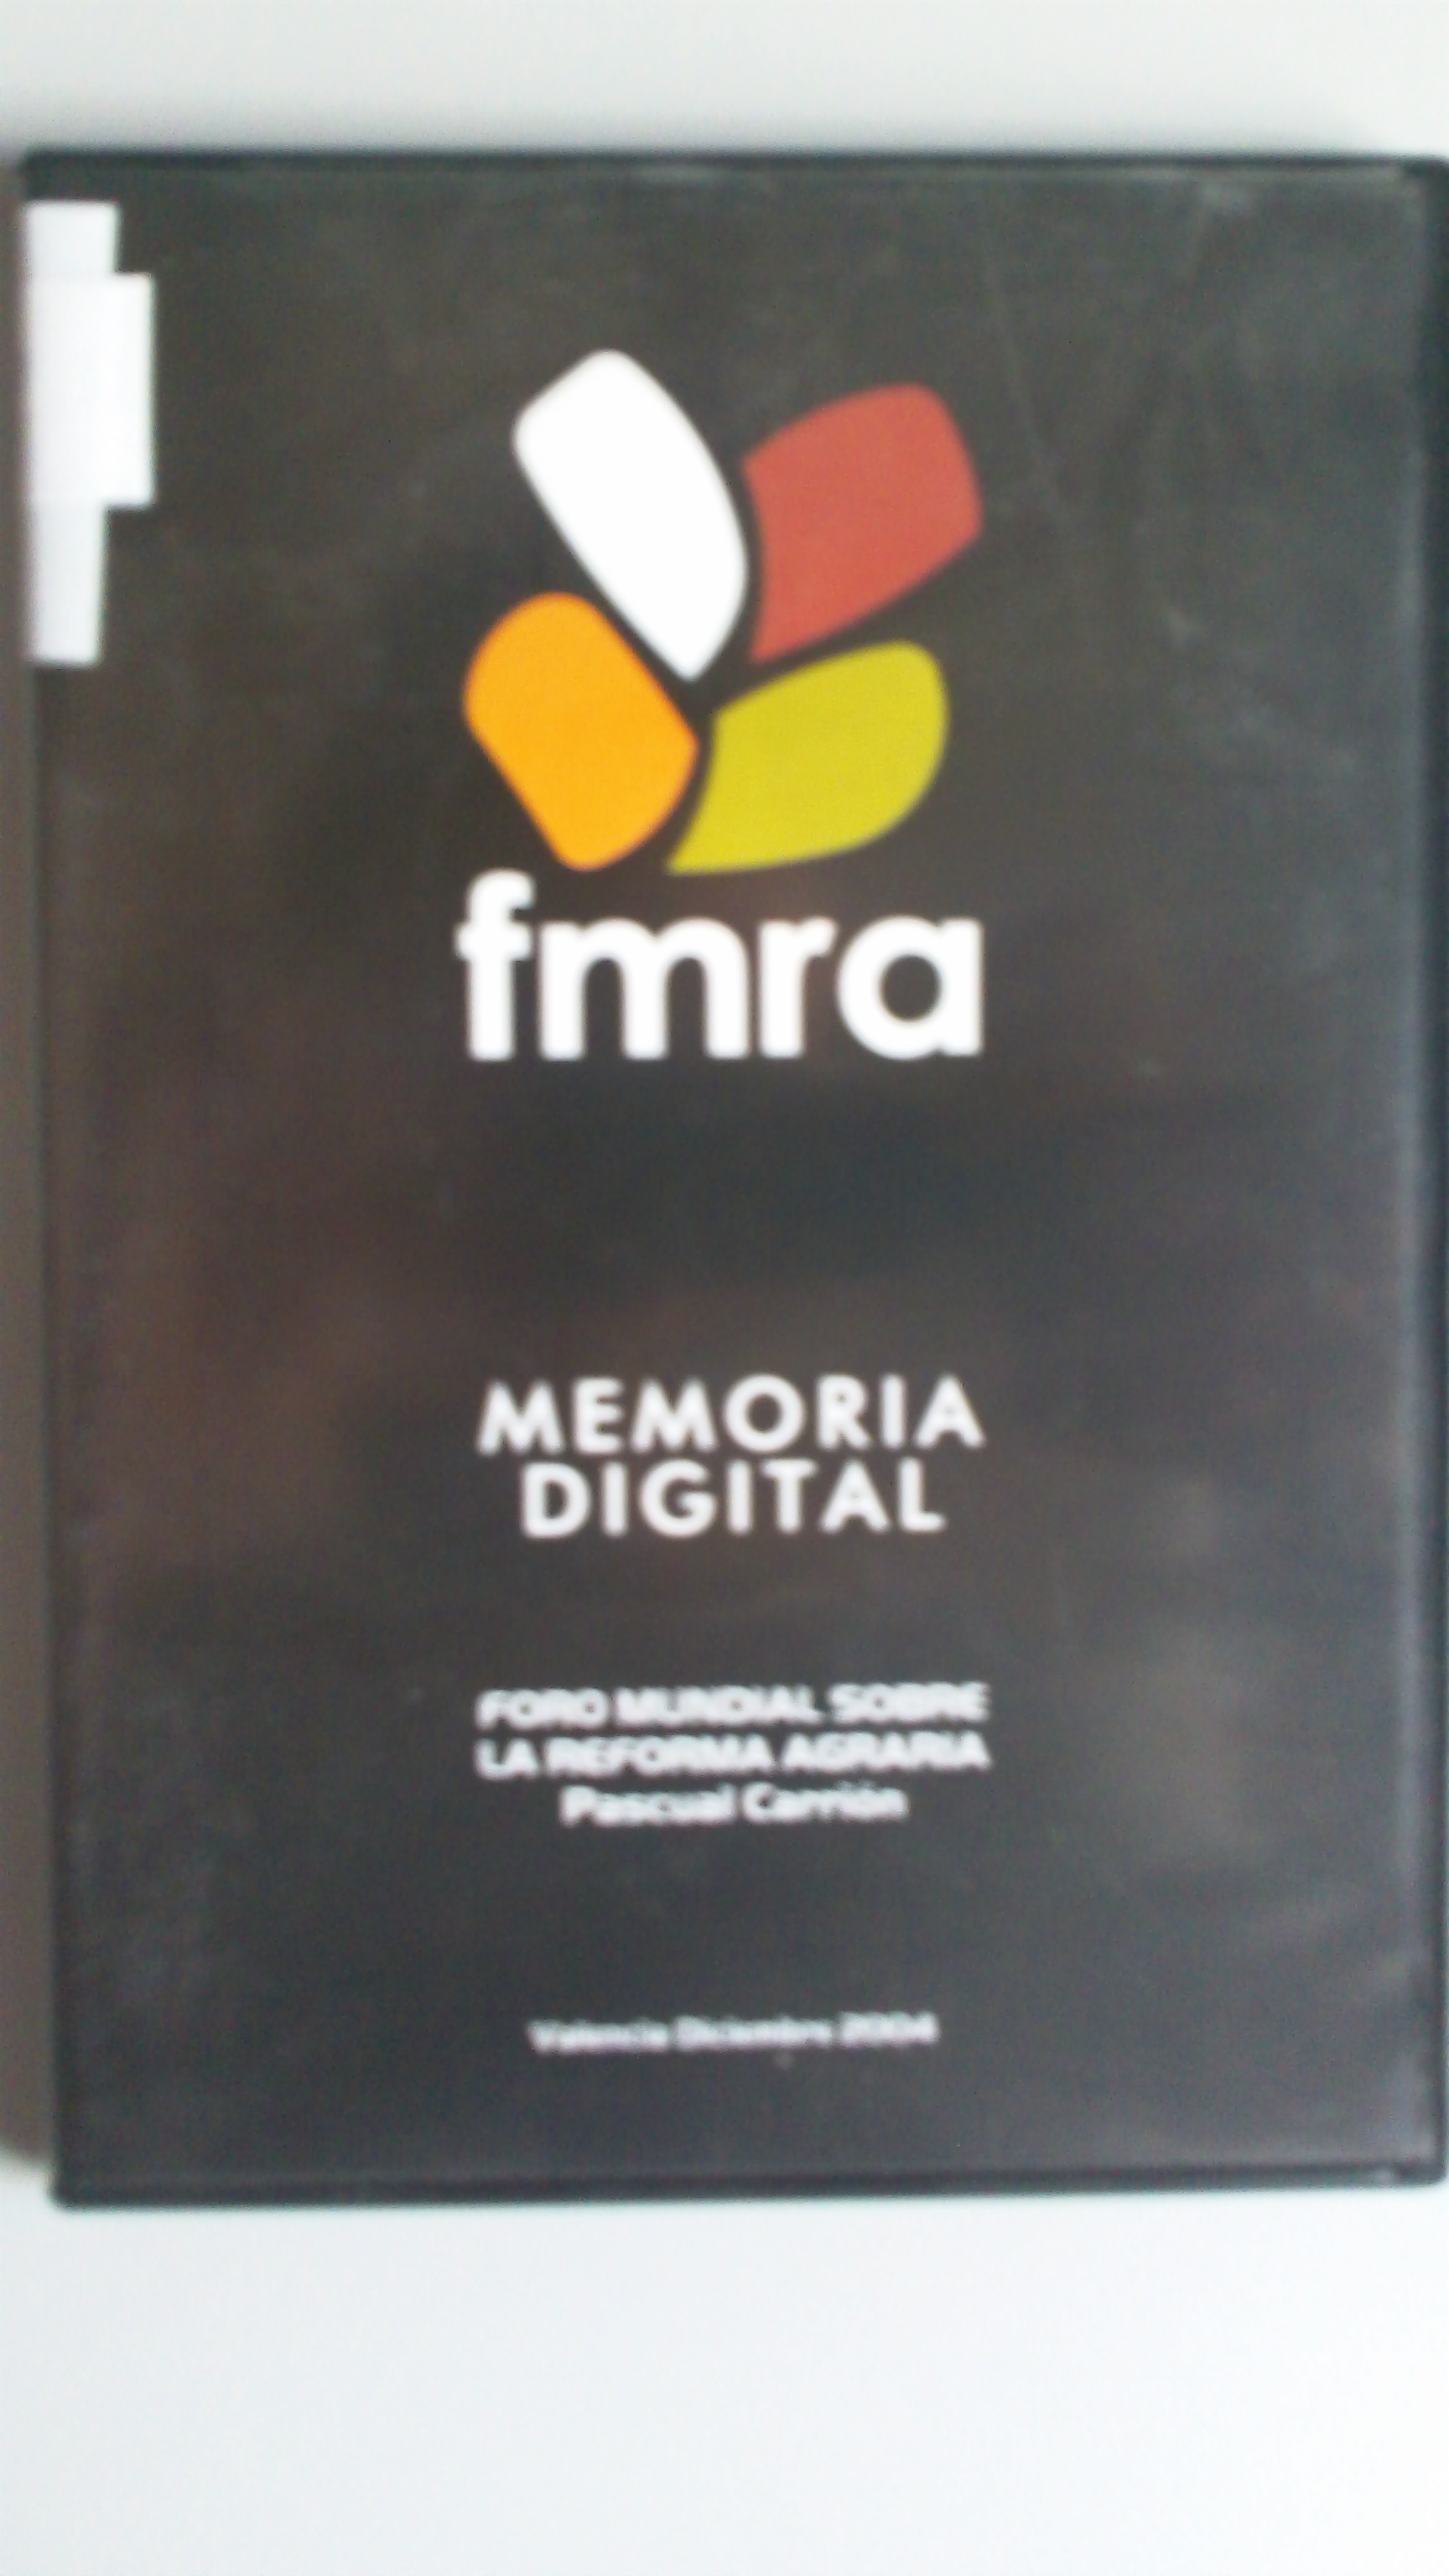 fmra
MEMORIA
DIGITAL
FORO MUNDIAL SOBRE
LA REFORMA AGRARIA
Pascual Carrión
Valencia Diciembre 2004